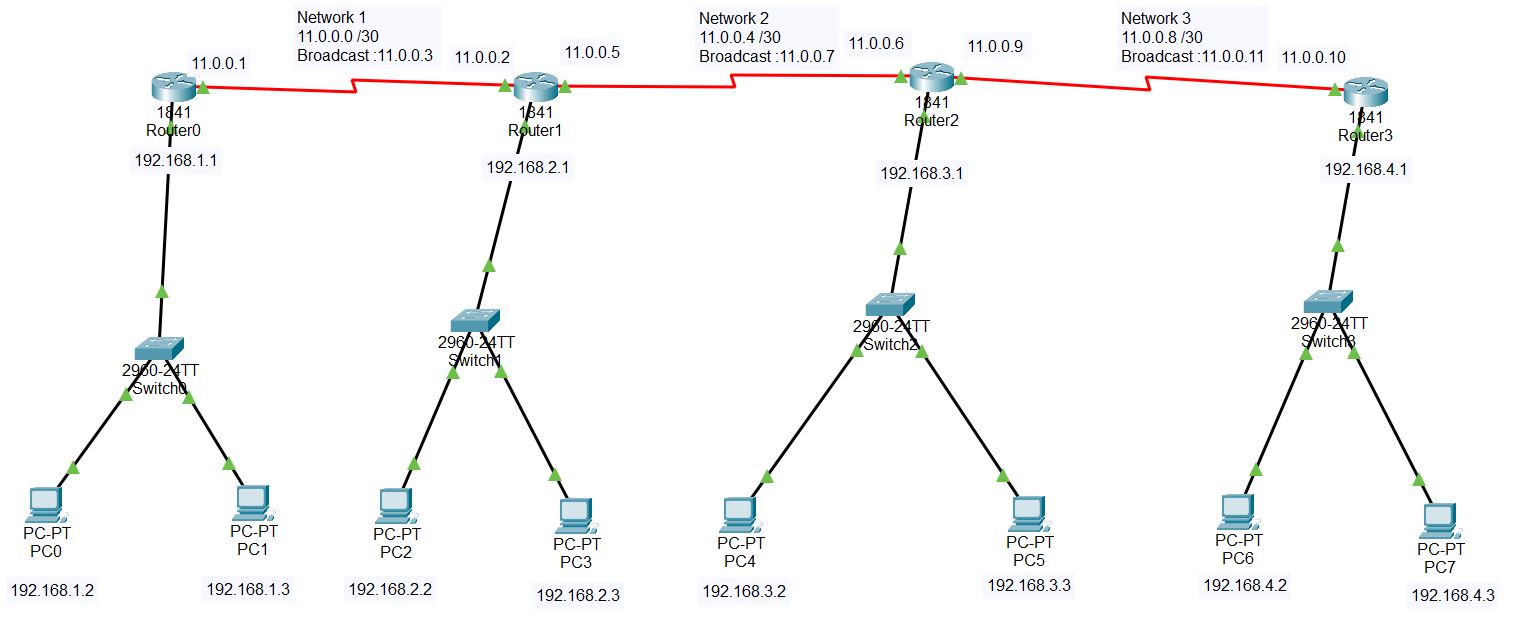 Network 1
11.0.0.0 /30
Broadcast :11.0.0.3
Network 2
11.0.0.4 /30
Broadcast :11.0.0.7
Network 3
11.0.0.8 /30
Broadcast :11.0.0.11
11.0.0.1
11.0.0.2
11.0.0.5
11.0.0.6
11.0.0.9
11.0.0.10
1841
Router0
1841
Router1
1841
Router2
1841
Router3
192.168.1.1
192.168.2.1
192.168.3.1
192.168.4.1
2960-24TT
Switch0
2960-24TT
Switch1
2960-24TT
Switch2
2960-24TT
Switch3
PC-PT
PC0
PC-PT
PC1
PC-PT
PC2
PC-PT
PC3
PC-PT
PC4
PC-PT
PC5
PC-PT
PC6
PC-PT
PC7
192.168.1.2
192.168.1.3
192.168.2.2
192.168.2.3
192.168.3.2
192.168.3.3
192.168.4.2
192.168.4.3